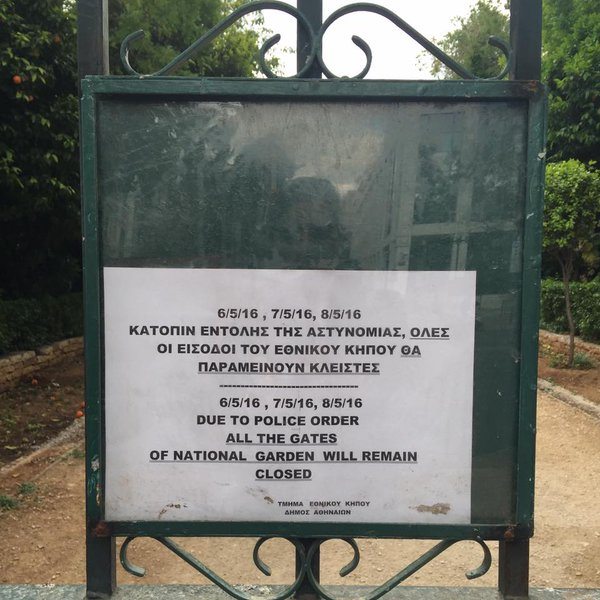 6/5/16 , 7/5/16, 8/5/16
ΚΑΤΟΠΙΝ ΕΝΤΟΛΗΣ ΤΗΣ ΑΣΤΥΝΟΜΙΑΣ, ΟΛΕΣ
ΟΙ ΕΙΣΟΔΟΙ ΤΟΥ ΕΘΝΙΚΟΥ ΚΗΠΟΥ ΘΑ
ΠΑΡΑΜΕΙΝΟΥΝ ΚΛΕΙΣΤΕΣ
--------------------------------
6/5/16 , 7/5/16, 8/5/16
DUE TO POLICE ORDER
ALL THE GATES
OF NATIONAL GARDEN WILL REMAIN
CLOSED
ΤΜΗΜΑ ΕΘΝΙΚΟΥ ΚΗΠΟΥ
ΔΗΜΟΣ ΑΘΗΝΑΙΩΝ